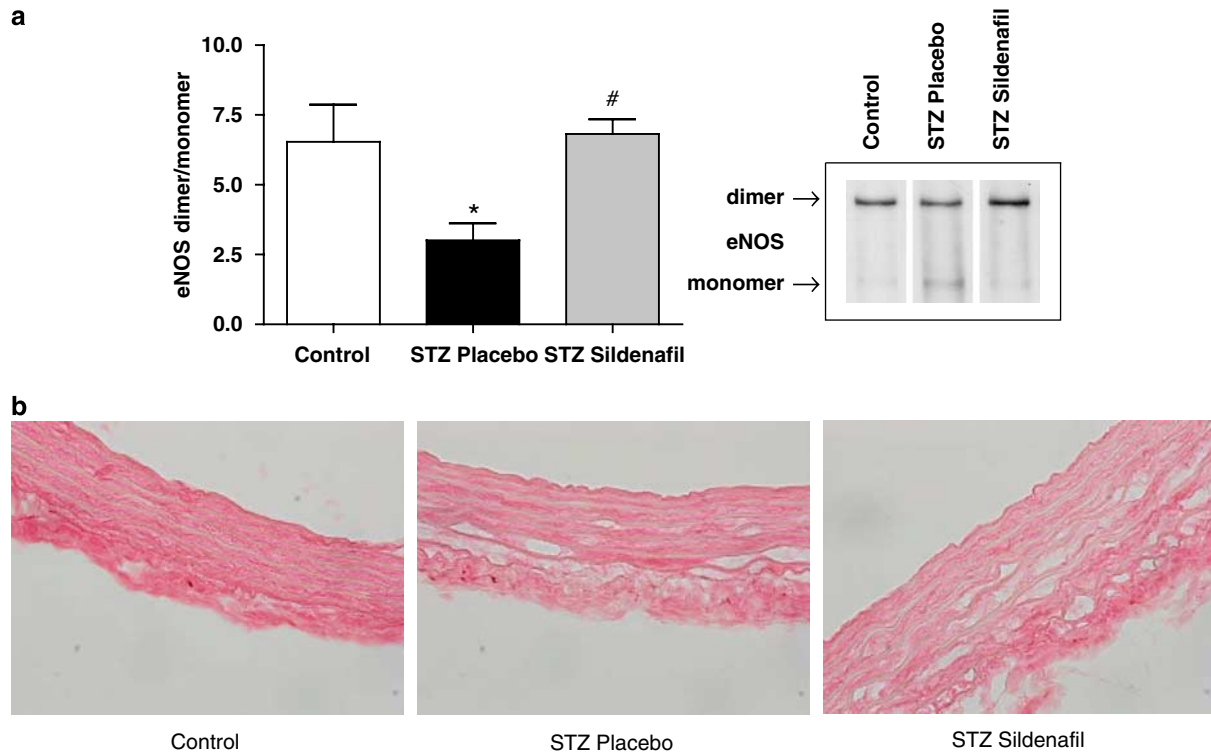 a
10.0
7.5
5.0
2.5
0.0
eNOS dimer/monomer
*
#
Control
STZ Placebo
STZ Sildenafil
Control
STZ Placebo
STZ Sildenafil
dimer →
eNOS
monomer →
b
Control
STZ Placebo
STZ Sildenafil